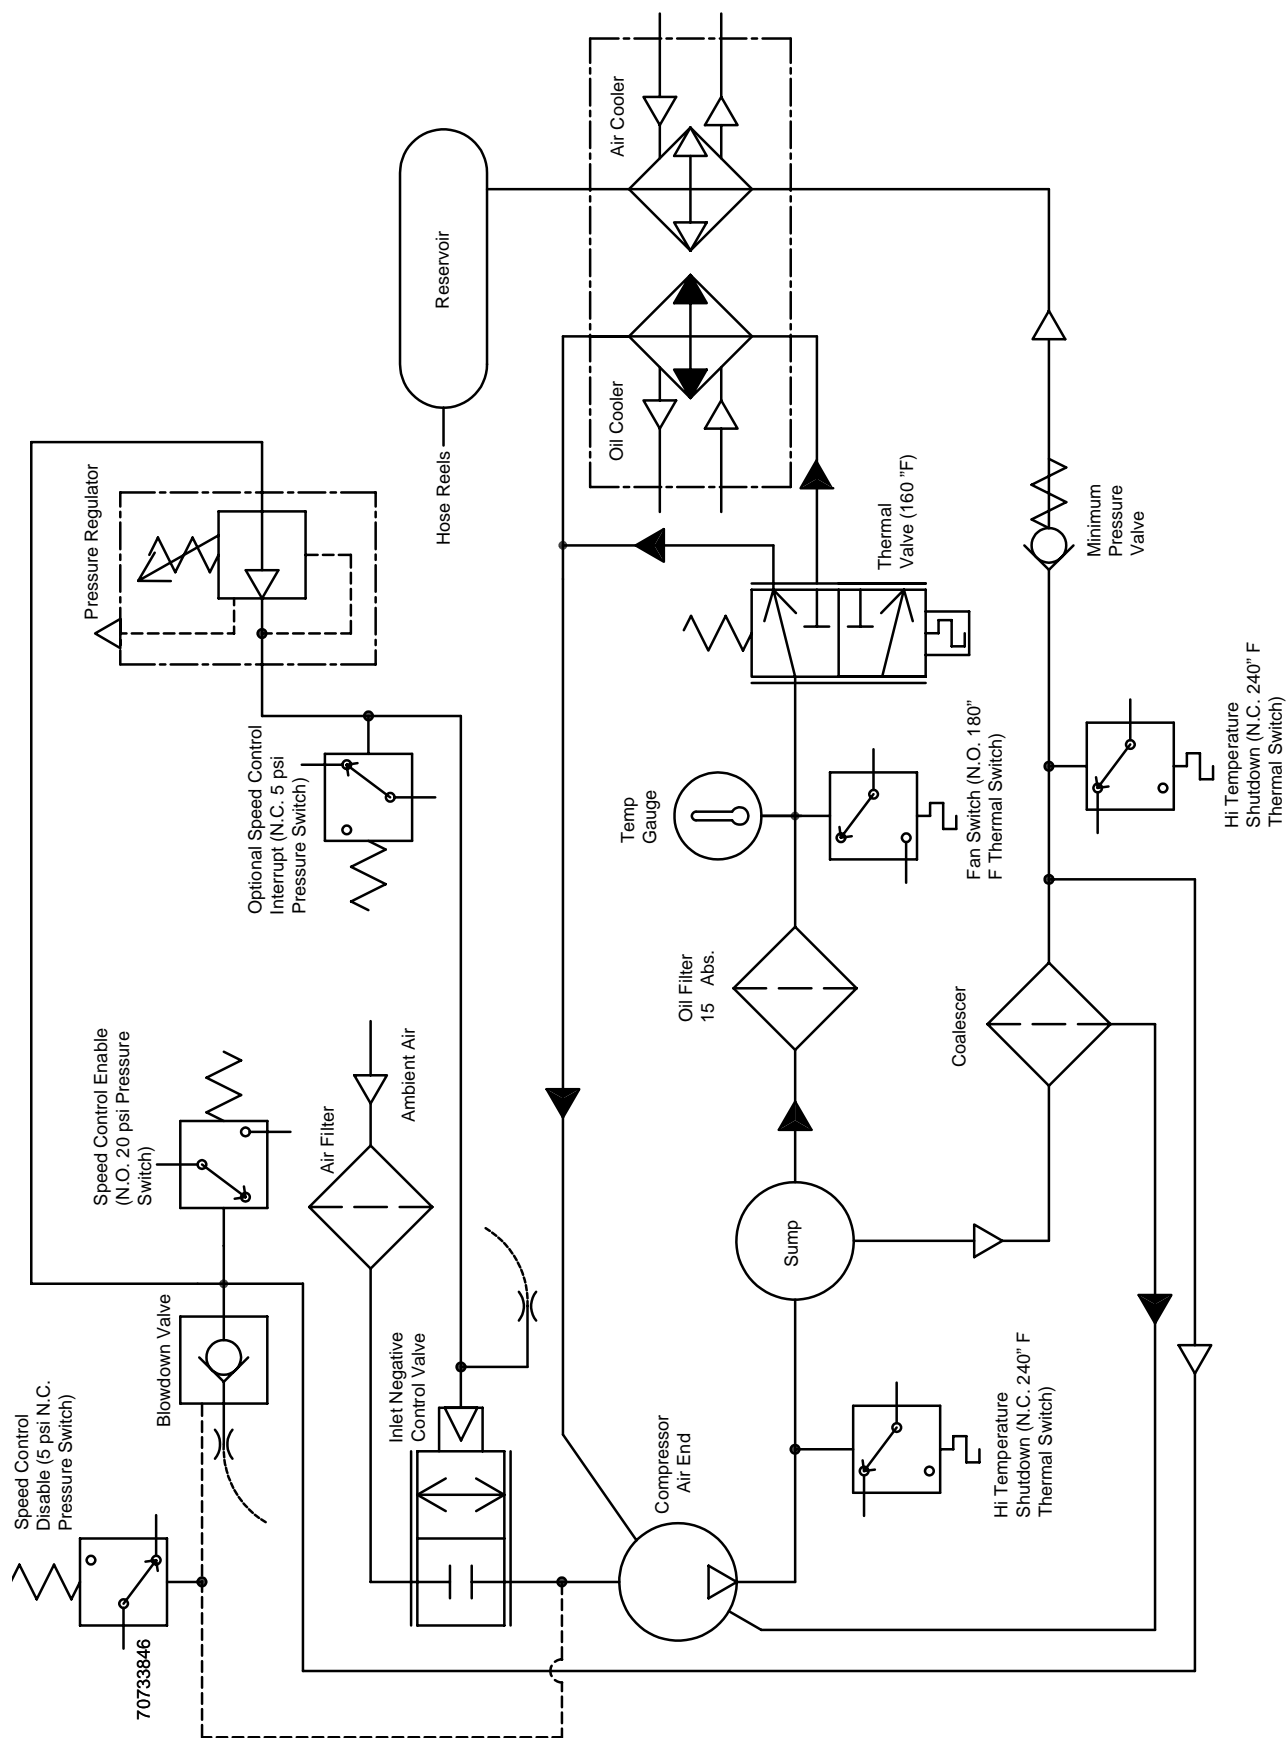 Speed Control
Disable (5 psi N.C.
Pressure Switch)
70733846
Blowdown Valve
Speed Control Enable
(N.O. 20 psi Pressure
Switch)
Pressure Regulator
Optional Speed Control
Interrupt (N.C. 5 psi
Pressure Switch)
Air Filter
Ambient Air
Inlet Negative
Control Valve
Hose Reels
Reservoir
Oil Cooler
Air Cooler
Compressor
Air End
Temp
Gauge
Oil Filter
15 Abs.
Sump
Thermal
Valve (160 "F)
Fan Switch (N.O. 180"
F Thermal Switch)
Coalescer
Hi Temperature
Shutdown (N.C. 240" F
Thermal Switch)
Minimum
Pressure
Valve
Hi Temperature
Shutdown (N.C. 240" F
Thermal Switch)